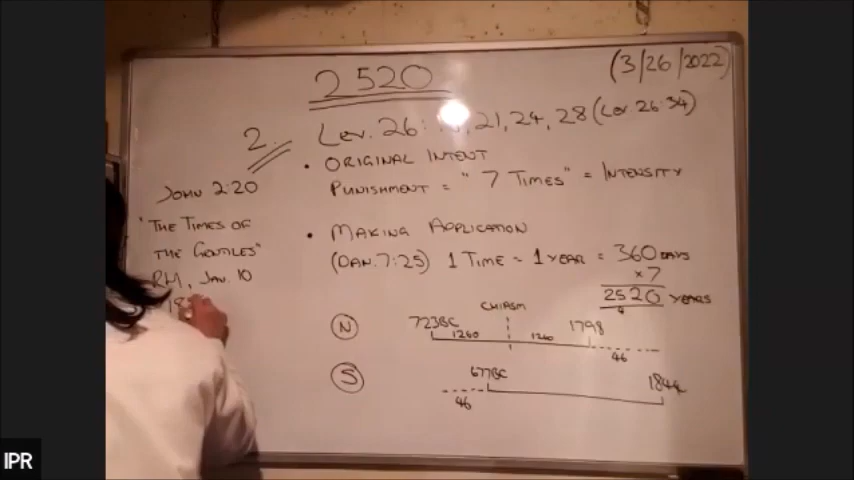 (3/26/2022)
2520
2.
Lev. 26: 21, 24, 28 (Lev. 26:34)
• ORIGINAL INTENT
PUNISHMENT = "7 TIMES" = INTENSITY
JOHN 2:20
"THE TIMES OF
THE GENTILES"
RH, JAN. 10
• MAKING APPLICATION
(DAN. 7:25) 1 TIME = 1 YEAR = 360 DAYS
x 7
2520 YEARS
CHIASM
N 723BC 1260 1260 1798 46
S 46 677BC 1844
IPR